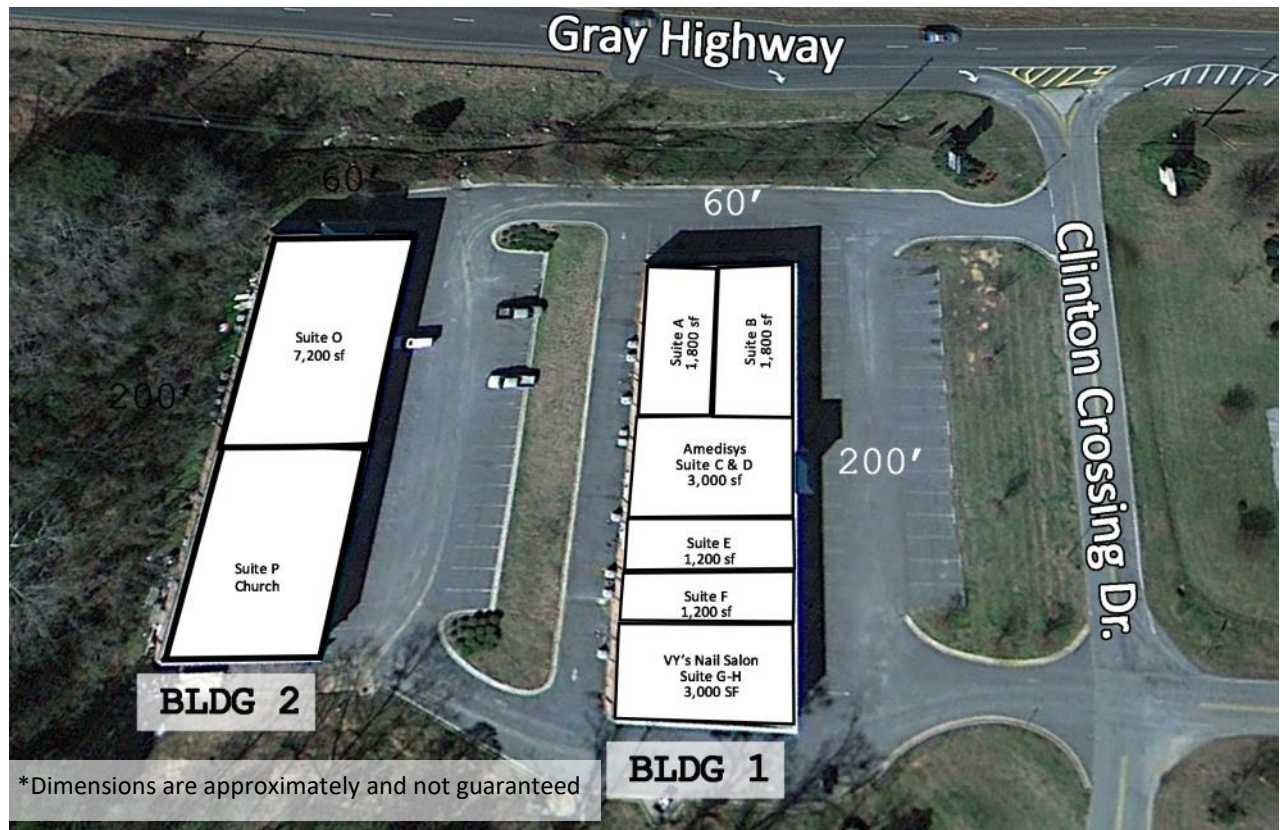 Gray Highway
60'
60'
Clinton Crossing Dr.
Suite O
7,200 sf
Suite A
1,800 sf
Suite B
1,800 sf
200'
Amedisys
Suite C & D
3,000 sf
200'
Suite E
1,200 sf
Suite P
Church
Suite F
1,200 sf
VY's Nail Salon
Suite G-H
3,000 SF
BLDG 2
BLDG 1
*Dimensions are approximately and not guaranteed